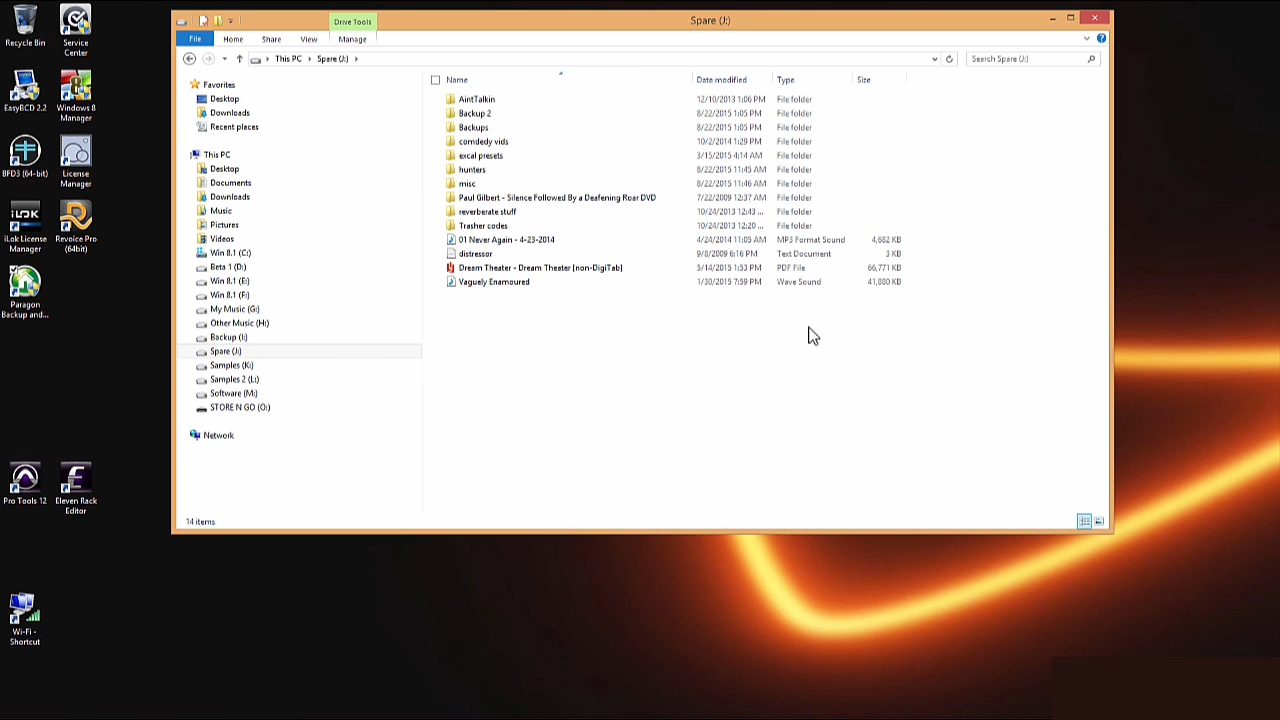 Recycle Bin
Service Center
EasyBCD 2.2
Windows 8 Manager
BFD3 (64-bit)
License Manager
iLok License Manager
Revoice Pro (64bit)
Paragon Backup and...
Pro Tools 12
Eleven Rack Editor
Wi-Fi - Shortcut
Drive Tools
Spare (J:)
File Home Share View Manage
This PC Spare (J:)
Search Spare (J:)
Favorites
Desktop
Downloads
Recent places
This PC
Desktop
Documents
Downloads
Music
Pictures
Videos
Win 8.1 (C:)
Beta 1 (D:)
Win 8.1 (E:)
Win 8.1 (F:)
My Music (G:)
Other Music (H:)
Backup (I:)
Spare (J:)
Samples (K:)
Samples 2 (L:)
Software (M:)
STORE N GO (O:)
Network
Name Date modified Type Size
AintTalkin 12/10/2013 1:06 PM File folder
Backup 2 8/22/2015 1:05 PM File folder
Backups 8/22/2015 1:05 PM File folder
comdedy vids 10/2/2014 1:29 PM File folder
excal presets 3/15/2015 4:14 AM File folder
hunters 8/22/2015 11:45 AM File folder
misc 8/22/2015 11:46 AM File folder
Paul Gilbert - Silence Followed By a Deafening Roar DVD 7/22/2009 12:37 AM File folder
reverberate stuff 10/24/2013 12:43 ... File folder
Trasher codes 10/24/2013 12:20 ... File folder
01 Never Again - 4-23-2014 4/24/2014 11:05 AM MP3 Format Sound 4,682 KB
distressor 9/8/2009 6:16 PM Text Document 3 KB
Dream Theater - Dream Theater [non-DigiTab] 5/14/2015 1:53 PM PDF File 66,771 KB
Vaguely Enamoured 1/30/2015 7:59 PM Wave Sound 41,880 KB
14 items